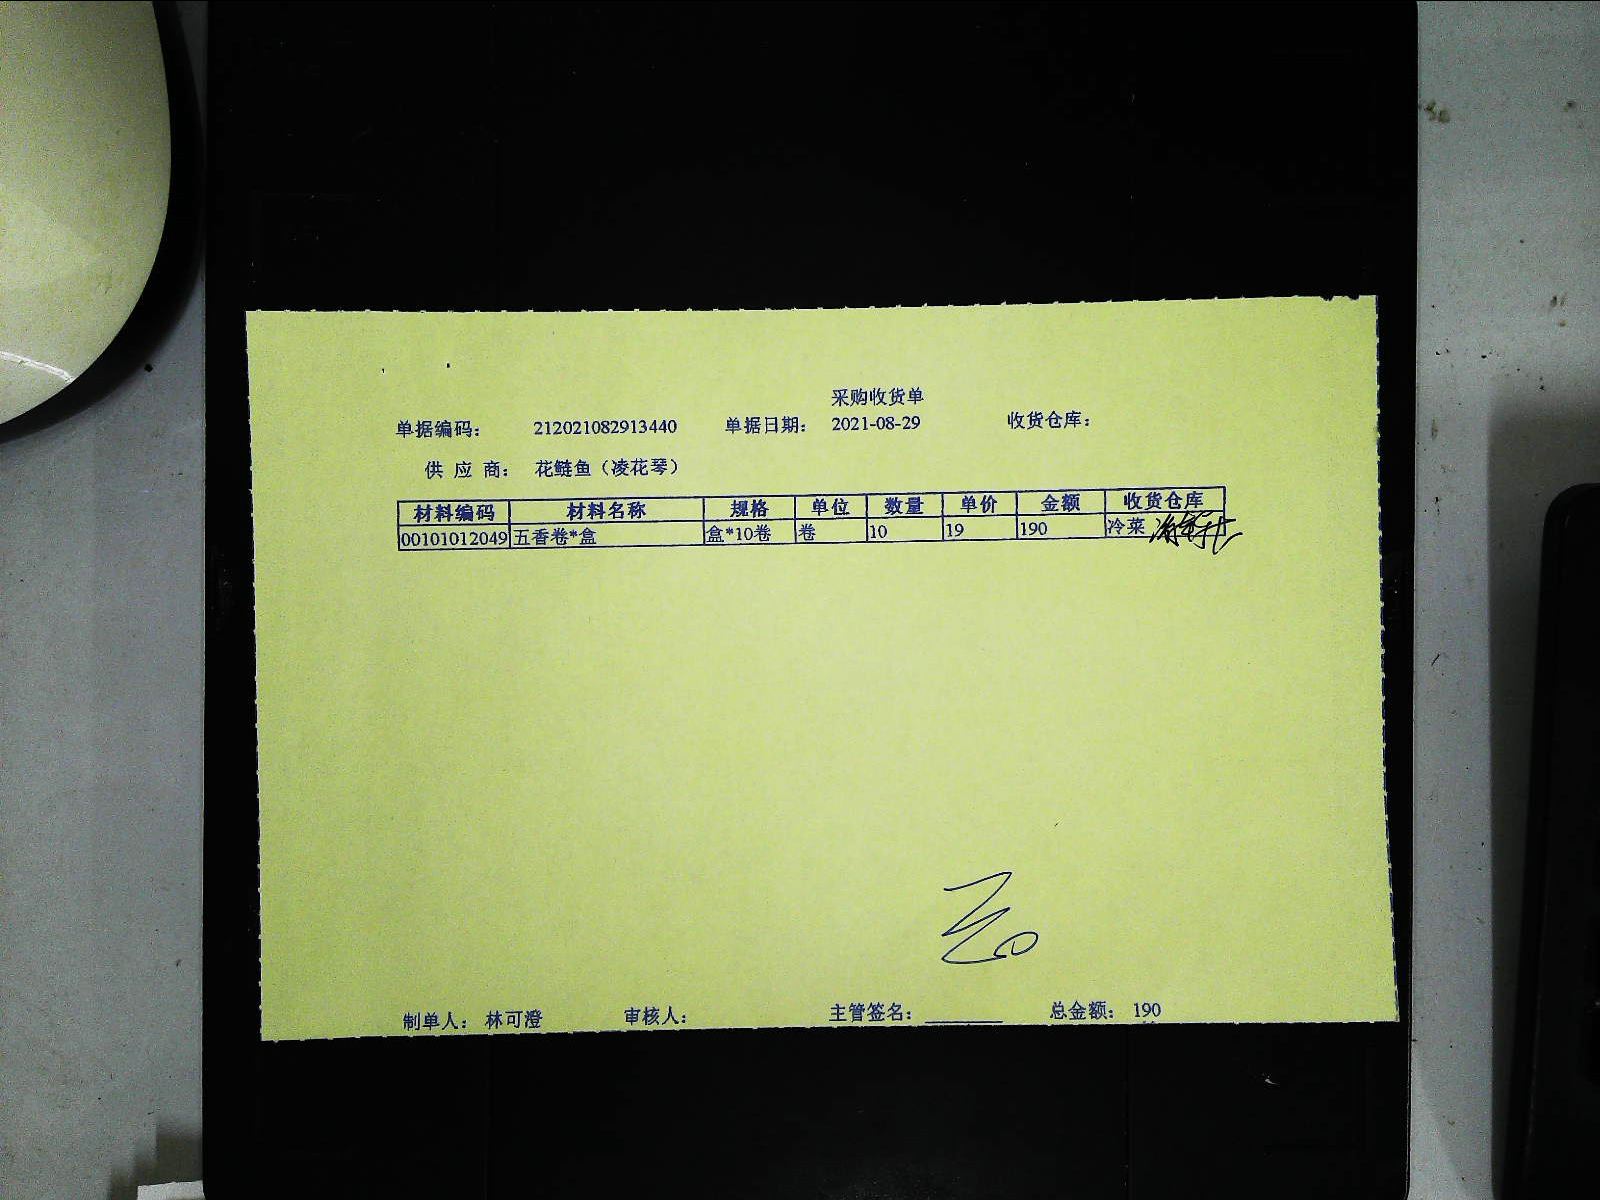 采购收货单
单据编码： 212021082913440 单据日期： 2021-08-29 收货仓库：
供 应 商： 花鲢鱼（凌花琴）
材料编码 材料名称 规格 单位 数量 单价 金额 收货仓库
00101012049 五香卷*盒 盒*10卷 卷 10 19 190 冷菜
制单人： 林可澄 审核人： 主管签名： 总金额： 190